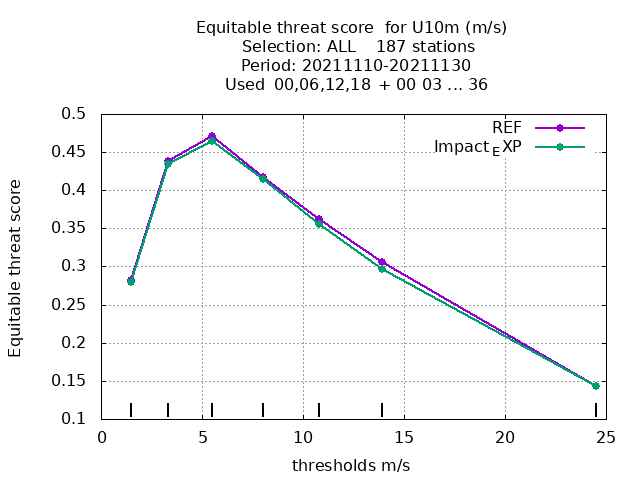 Equitable threat score  for U10m (m/s)
Selection: ALL    187 stations
Period: 20211110-20211130
Used  00,06,12,18  + 00 03 ... 36
REF
Impact_EXP
Equitable threat score
0.5
0.45
0.4
0.35
0.3
0.25
0.2
0.15
0.1
0 5 10 15 20 25
thresholds m/s